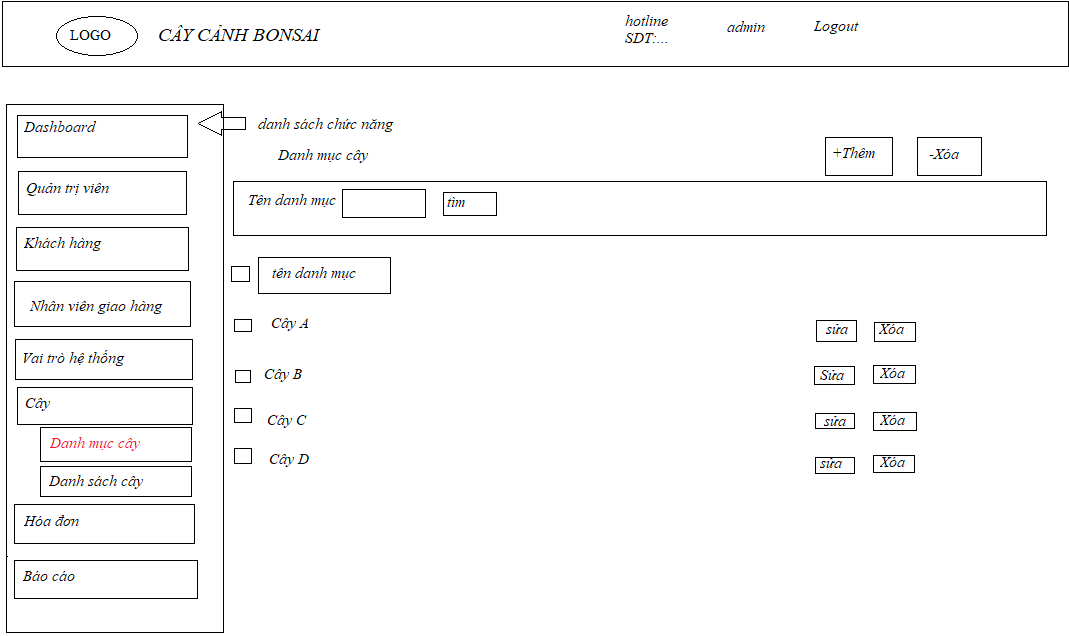 LOGO
CÂY CẢNH BONSAI
hotline
SDT:...
admin
Logout
Dashboard
Quản trị viên
Khách hàng
Nhân viên giao hàng
Vai trò hệ thống
Cây
Danh mục cây
Danh sách cây
Hóa đơn
Báo cáo
danh sách chức năng
Danh mục cây
+Thêm
-Xóa
Tên danh mục
tìm
tên danh mục
Cây A
sửa
Xóa
Cây B
Sửa
Xóa
Cây C
sửa
Xóa
Cây D
sửa
Xóa